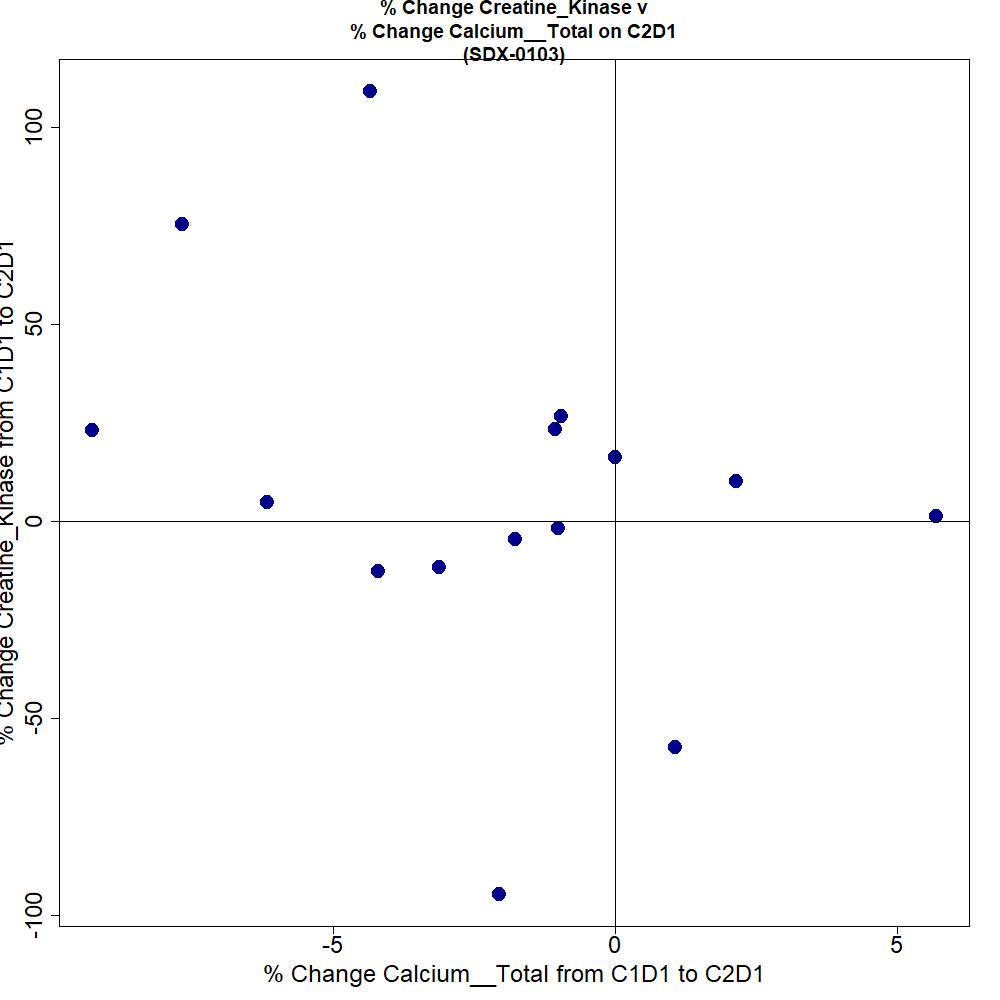 % Change Creatine_Kinase v
% Change Calcium__Total on C2D1
(SDX-0103)
% Change Creatine_Kinase from C1D1 to C2D1
100
50
0
-50
-100
-5
0
5
% Change Calcium__Total from C1D1 to C2D1